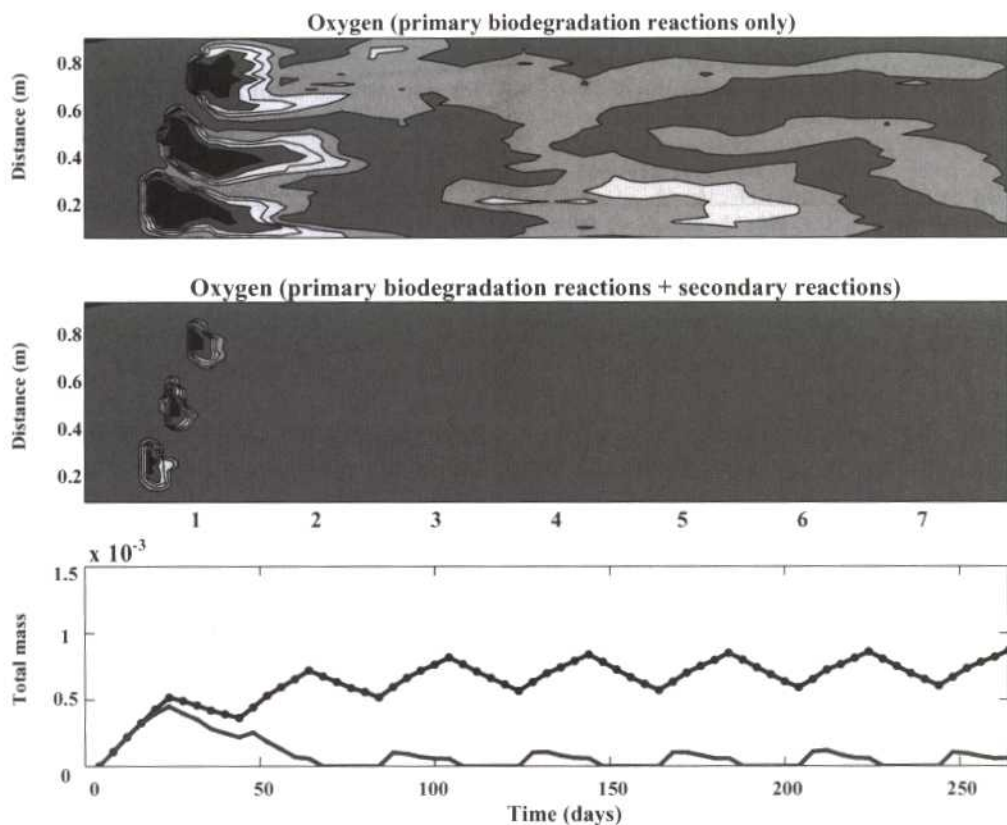 Oxygen (primary biodegradation reactions only)
Distance (m)
0.8
0.6
0.4
0.2
Oxygen (primary biodegradation reactions + secondary reactions)
Distance (m)
0.8
0.6
0.4
0.2
1 2 3 4 5 6 7
x 10⁻³
Total mass
1.5
1
0.5
0
0 50 100 150 200 250
Time (days)